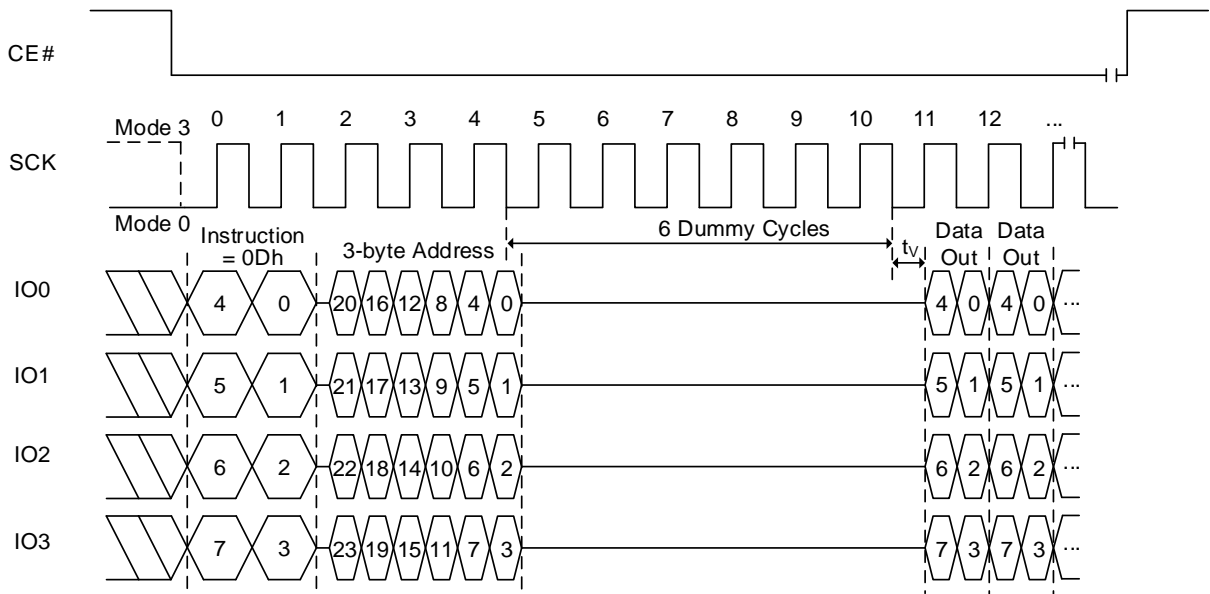 CE#
0 1 2 3 4 5 6 7 8 9 10 11 12 ...
Mode 3
SCK
Mode 0
Instruction
= 0Dh
3-byte Address
6 Dummy Cycles
tV
Data
Out
Data
Out
IO0 4 0 20 16 12 8 4 0 4 0 4 0 ...
IO1 5 1 21 17 13 9 5 1 5 1 5 1 ...
IO2 6 2 22 18 14 10 6 2 6 2 6 2 ...
IO3 7 3 23 19 15 11 7 3 7 3 7 3 ...